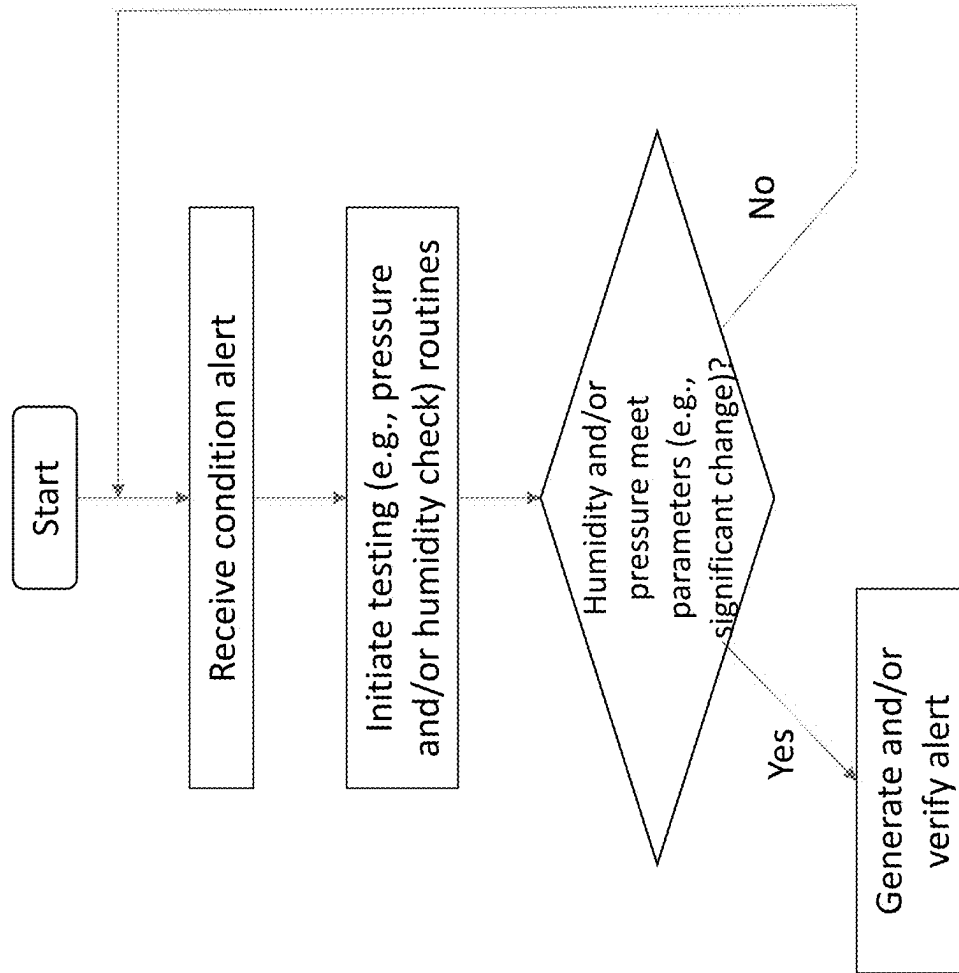 Start
Receive condition alert
Initiate testing (e.g., pressure
and/or humidity check) routines
Humidity and/or
pressure meet
parameters (e.g.,
significant change)?
Yes
No
Generate and/or
verify alert